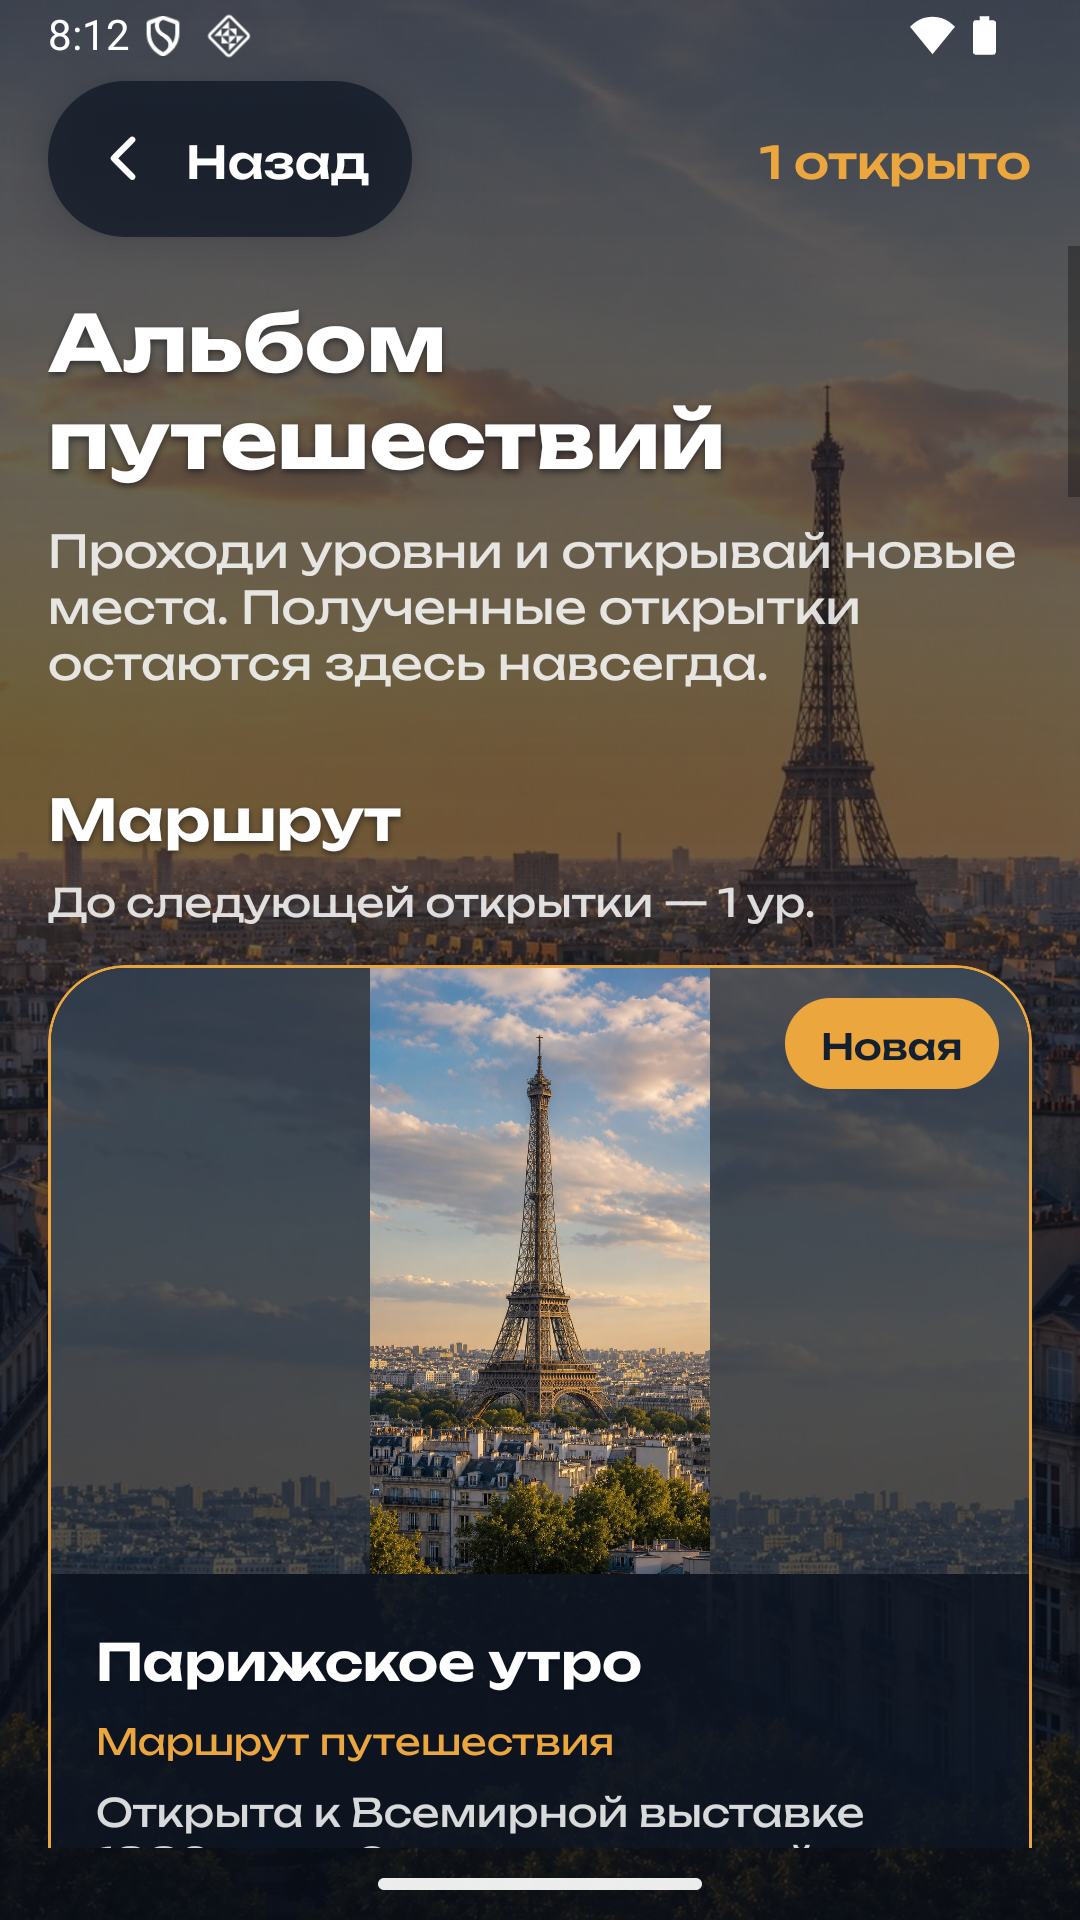 8:12
Назад
1 открыто
Альбом
путешествий
Проходи уровни и открывай новые
места. Полученные открытки
остаются здесь навсегда.
Маршрут
До следующей открытки — 1 ур.
Новая
Парижское утро
Маршрут путешествия
Открыта к Всемирной выставке